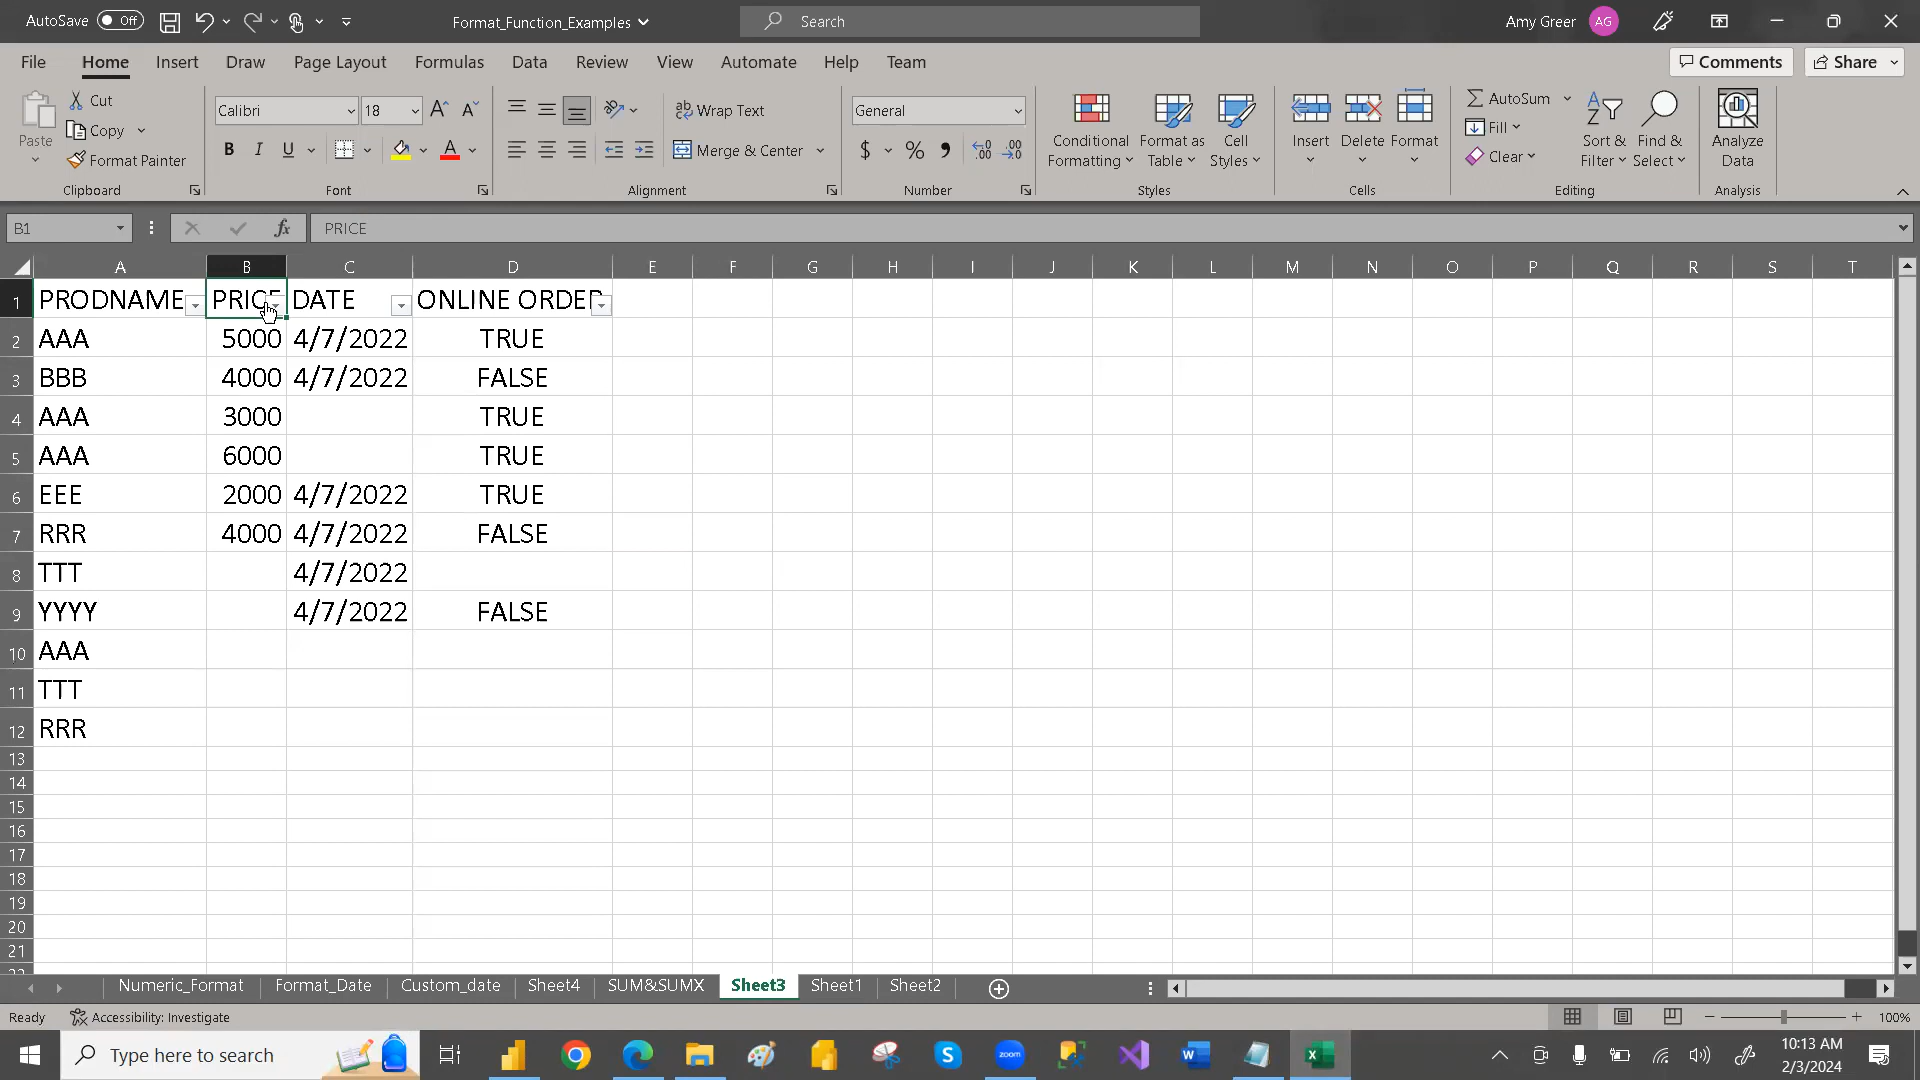 AutoSave Off Format_Function_Examples Search Amy Greer AG
File Home Insert Draw Page Layout Formulas Data Review View Automate Help Team Comments Share
Paste Cut Copy Format Painter Clipboard
Calibri 18 A A B I U A Font
ab Wrap Text Merge & Center Alignment
General $ % , Number
Conditional Formatting Format as Table Cell Styles Styles
Insert Delete Format Cells
AutoSum Fill Clear Sort & Filter Find & Select Editing
Analyze Data Analysis
B1 fx PRICE
A B C D E F G H I J K L M N O P Q R S T
1 PRODNAME PRICE DATE ONLINE ORDER
2 AAA 5000 4/7/2022 TRUE
3 BBB 4000 4/7/2022 FALSE
4 AAA 3000 TRUE
5 AAA 6000 TRUE
6 EEE 2000 4/7/2022 TRUE
7 RRR 4000 4/7/2022 FALSE
8 TTT 4/7/2022
9 YYYY 4/7/2022 FALSE
10 AAA
11 TTT
12 RRR
13
14
15
16
17
18
19
20
21
22
Numeric_Format Format_Date Custom_date Sheet4 SUM&SUMX Sheet3 Sheet1 Sheet2
Ready Accessibility: Investigate 100%
Type here to search zoom 10:13 AM
2/3/2024